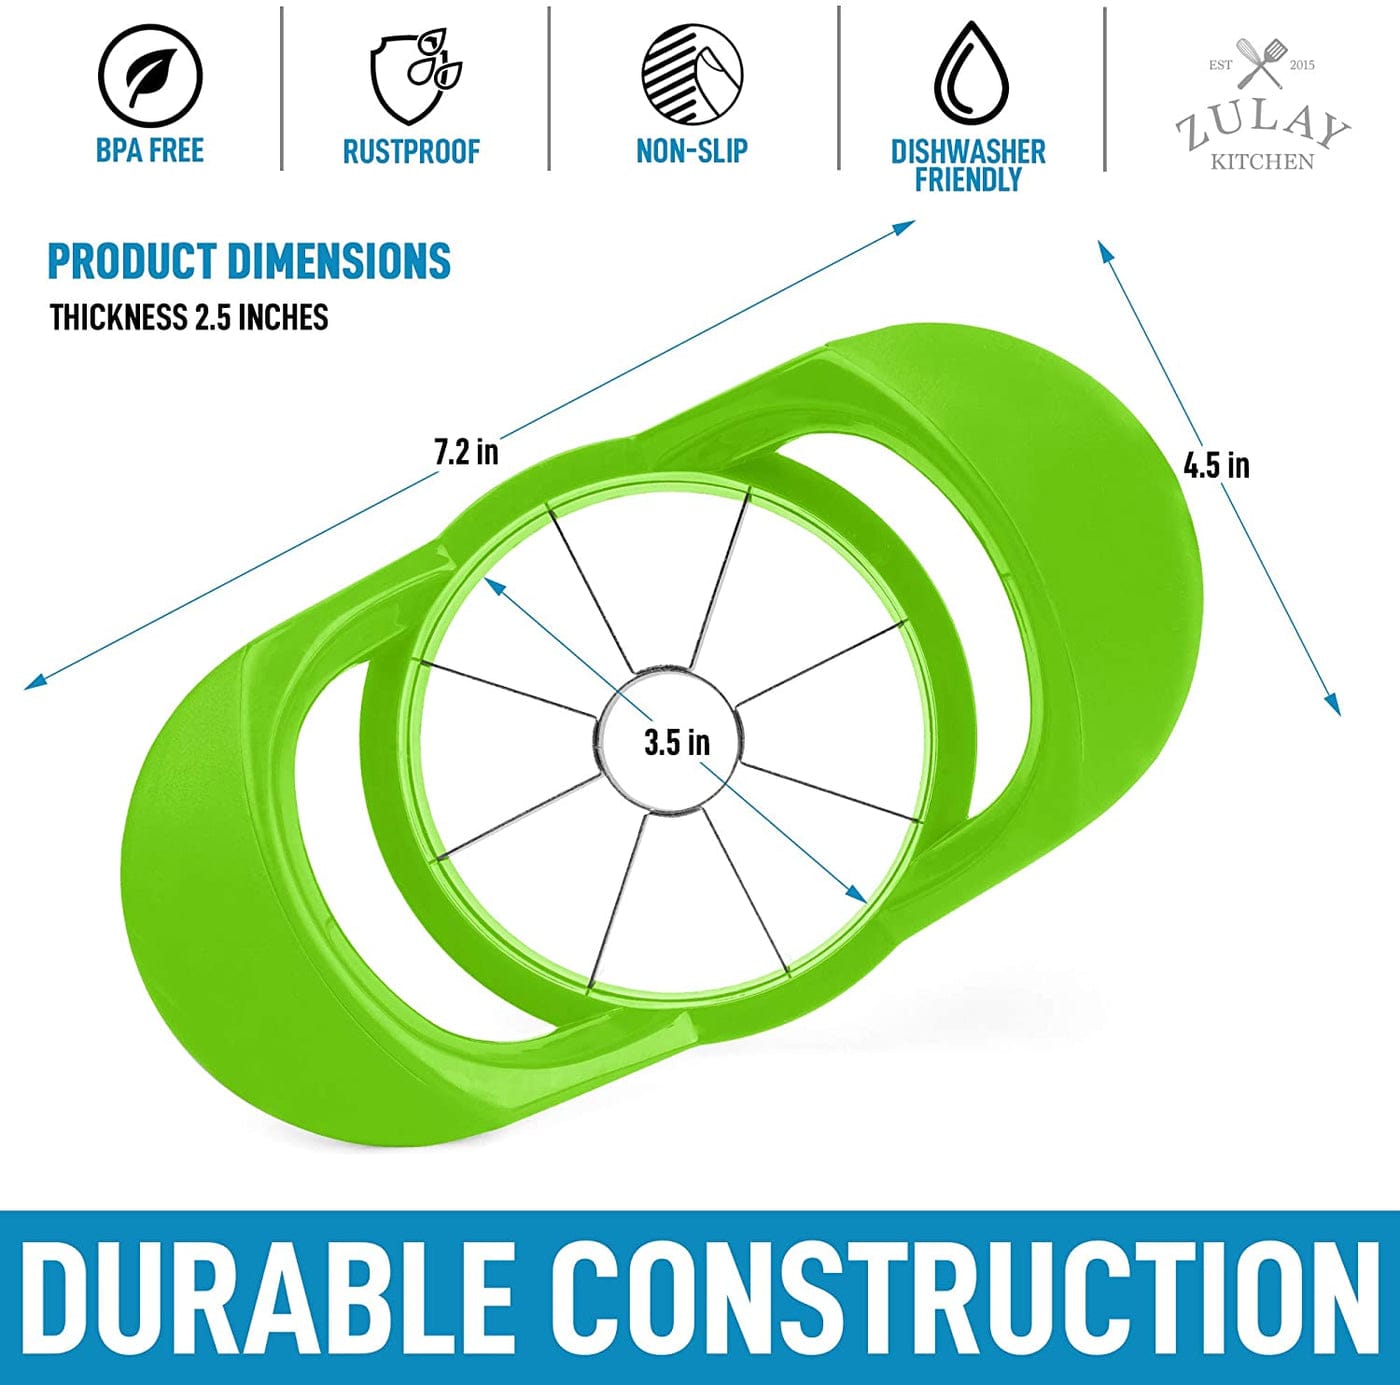 BPA FREE
RUSTPROOF
NON-SLIP
DISHWASHER
FRIENDLY
EST 2015
ZULAY
KITCHEN
PRODUCT DIMENSIONS
THICKNESS 2.5 INCHES
7.2 in
4.5 in
3.5 in
DURABLE CONSTRUCTION